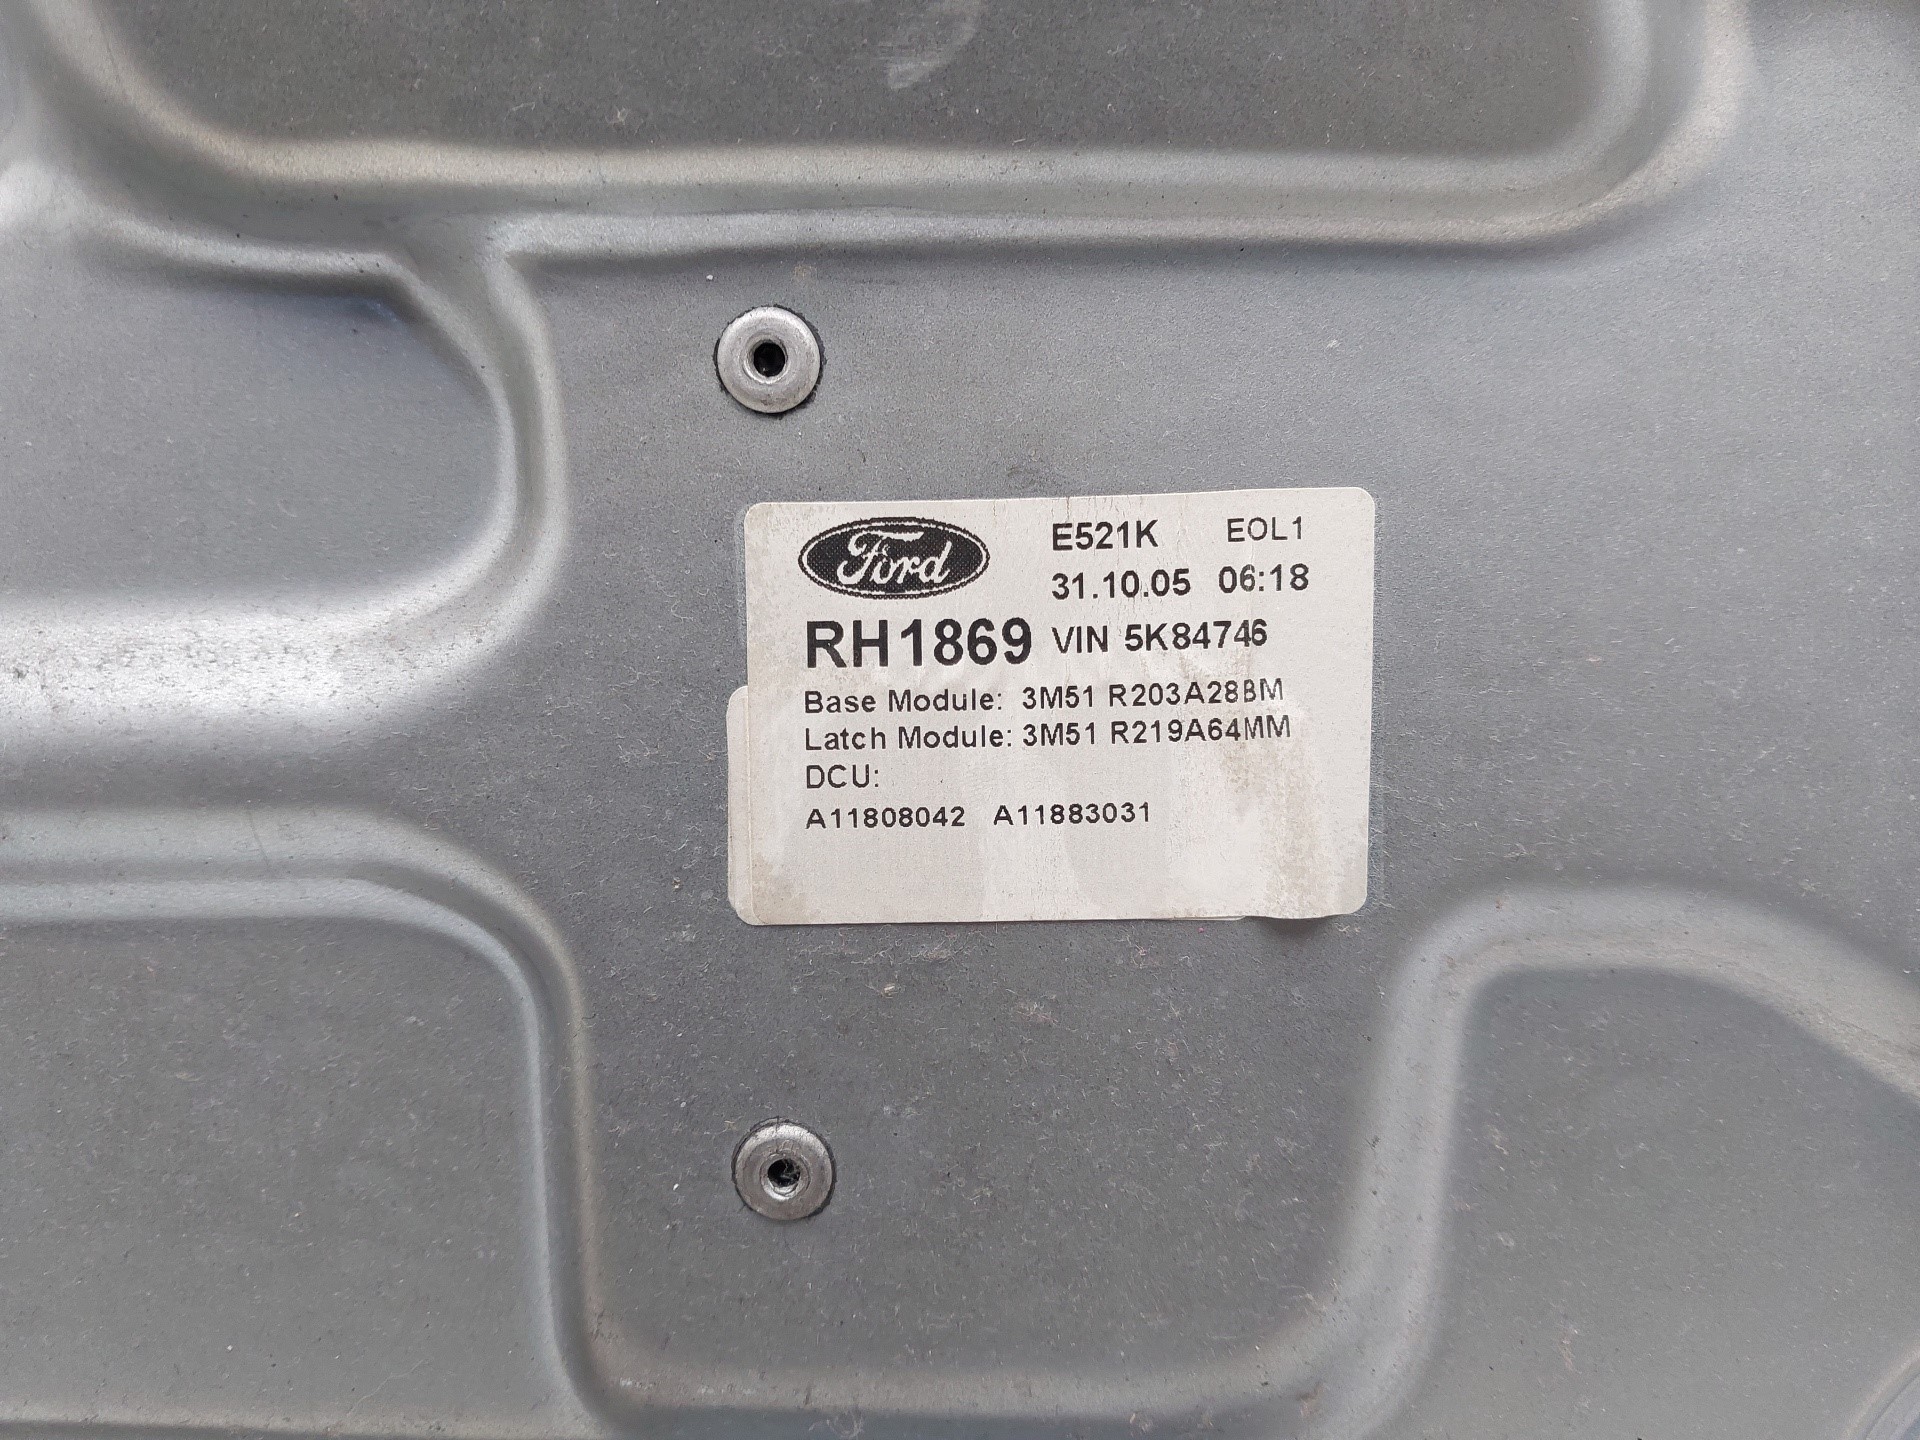 Ford
E521K EOL1
31.10.05 06:18
RH1869 VIN 5K84746
Base Module: 3M51 R203A28BM
Latch Module: 3M51 R219A64MM
DCU:
A11808042 A11883031